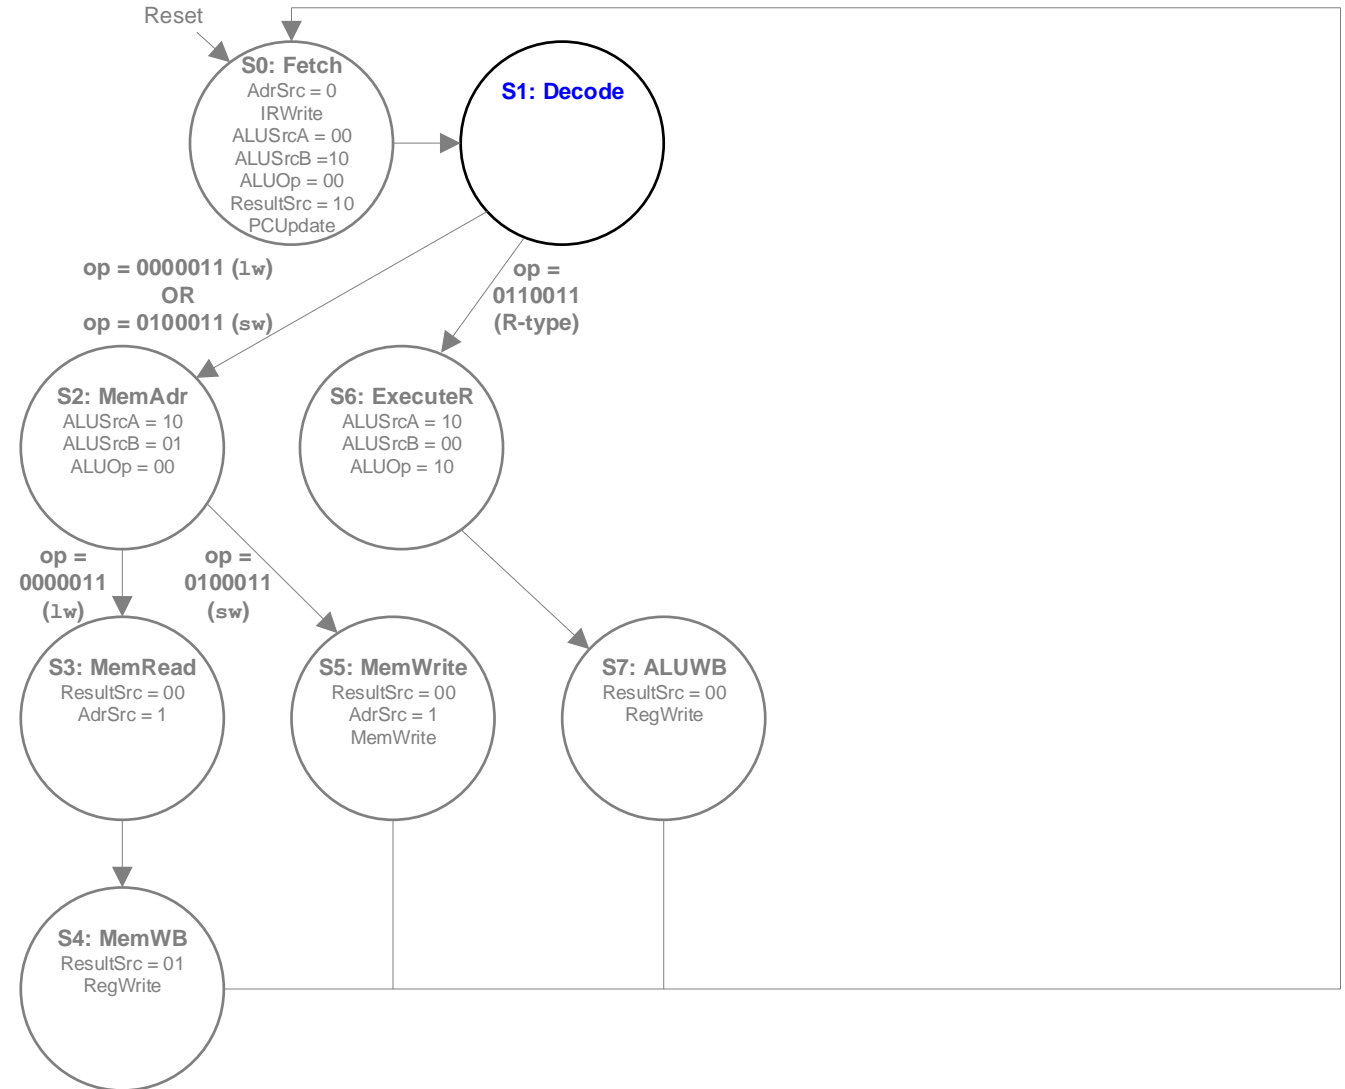 Reset
S0: Fetch
AdrSrc = 0
IRWrite
ALUSrcA = 00
ALUSrcB =10
ALUOp = 00
ResultSrc = 10
PCUpdate
S1: Decode
op = 0000011 (lw)
OR
op = 0100011 (sw)
op =
0110011
(R-type)
S2: MemAdr
ALUSrcA = 10
ALUSrcB = 01
ALUOp = 00
S6: ExecuteR
ALUSrcA = 10
ALUSrcB = 00
ALUOp = 10
op =
0000011
(lw)
op =
0100011
(sw)
S3: MemRead
ResultSrc = 00
AdrSrc = 1
S5: MemWrite
ResultSrc = 00
AdrSrc = 1
MemWrite
S7: ALUWB
ResultSrc = 00
RegWrite
S4: MemWB
ResultSrc = 01
RegWrite